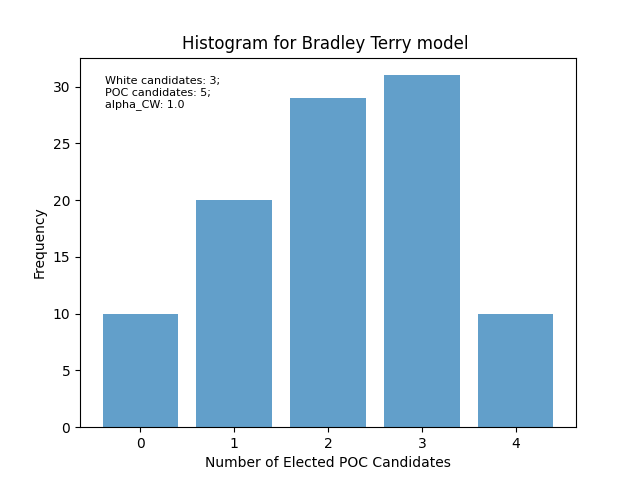 Histogram for Bradley Terry model
White candidates: 3;
POC candidates: 5;
alpha_CW: 1.0
Frequency
30
25
20
15
10
5
0
0 1 2 3 4
Number of Elected POC Candidates